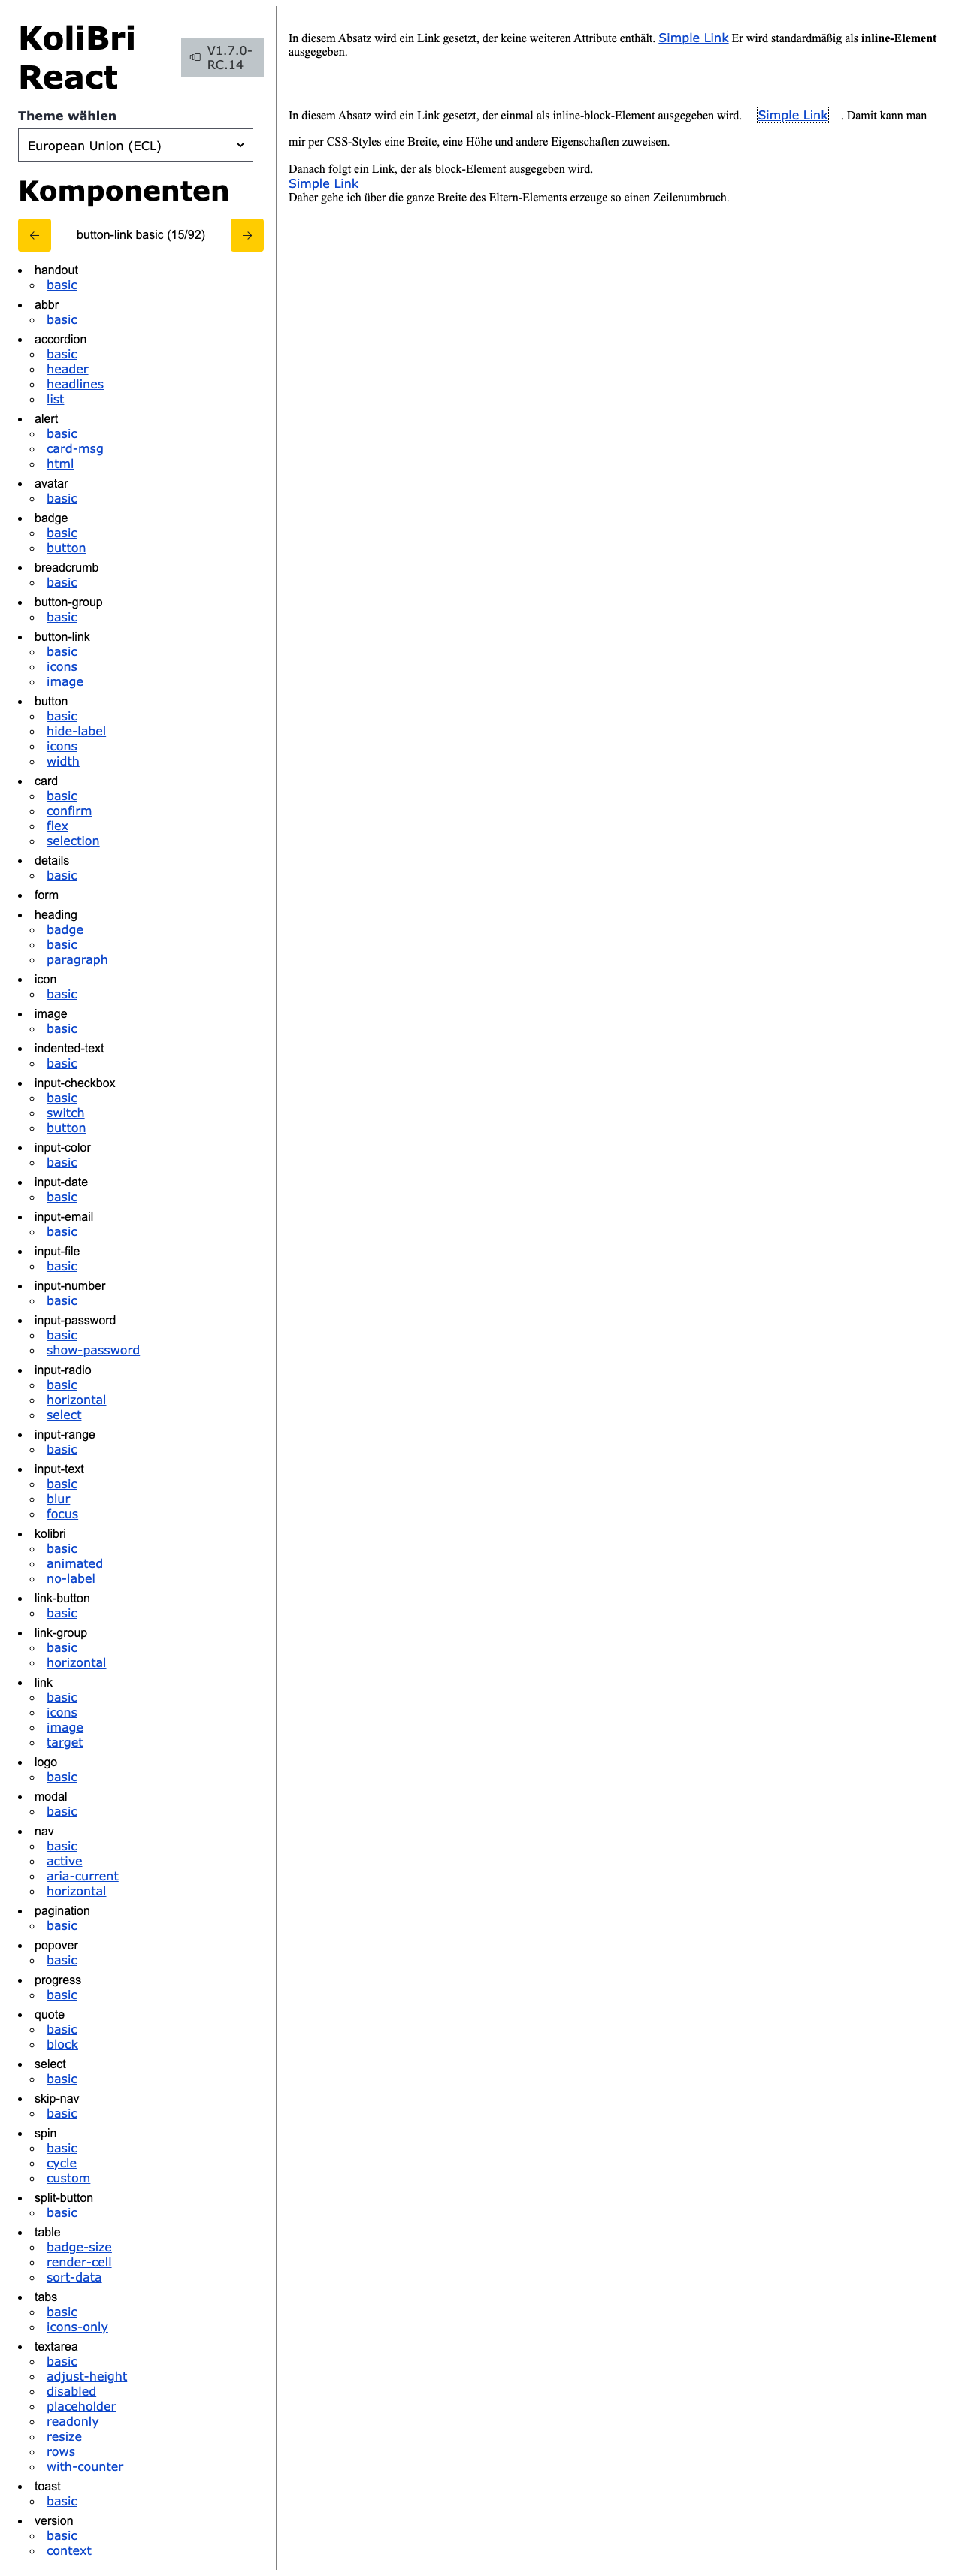 KoliBri
React
V1.7.0-
RC.14
Theme wählen
European Union (ECL)
Komponenten
button-link basic (15/92)
handout
basic
abbr
basic
accordion
basic
header
headlines
list
alert
basic
card-msg
html
avatar
basic
badge
basic
button
breadcrumb
basic
button-group
basic
button-link
basic
icons
image
button
basic
hide-label
icons
width
card
basic
confirm
flex
selection
details
basic
form
heading
badge
basic
paragraph
icon
basic
image
basic
indented-text
basic
input-checkbox
basic
switch
button
input-color
basic
input-date
basic
input-email
basic
input-file
basic
input-number
basic
input-password
basic
show-password
input-radio
basic
horizontal
select
input-range
basic
input-text
basic
blur
focus
kolibri
basic
animated
no-label
link-button
basic
link-group
basic
horizontal
link
basic
icons
image
target
logo
basic
modal
basic
nav
basic
active
aria-current
horizontal
pagination
basic
popover
basic
progress
basic
quote
basic
block
select
basic
skip-nav
basic
spin
basic
cycle
custom
split-button
basic
table
badge-size
render-cell
sort-data
tabs
basic
icons-only
textarea
basic
adjust-height
disabled
placeholder
readonly
resize
rows
with-counter
toast
basic
version
basic
context
In diesem Absatz wird ein Link gesetzt, der keine weiteren Attribute enthält. Simple Link Er wird standardmäßig als inline-Element
ausgegeben.
In diesem Absatz wird ein Link gesetzt, der einmal als inline-block-Element ausgegeben wird. Simple Link . Damit kann man
mir per CSS-Styles eine Breite, eine Höhe und andere Eigenschaften zuweisen.
Danach folgt ein Link, der als block-Element ausgegeben wird.
Simple Link
Daher gehe ich über die ganze Breite des Eltern-Elements erzeuge so einen Zeilenumbruch.